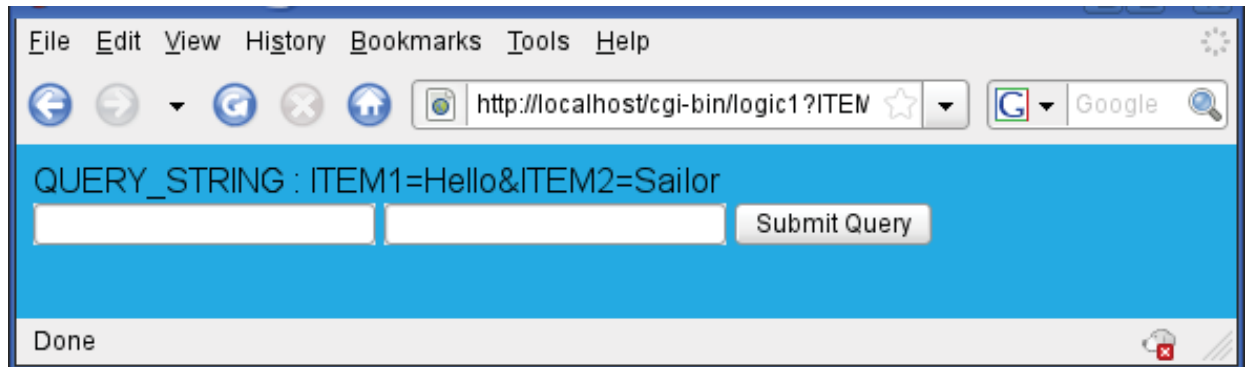 File Edit View History Bookmarks Tools Help
http://localhost/cgi-bin/logic1?ITEM G Google
QUERY_STRING : ITEM1=Hello&ITEM2=Sailor
Submit Query
Done